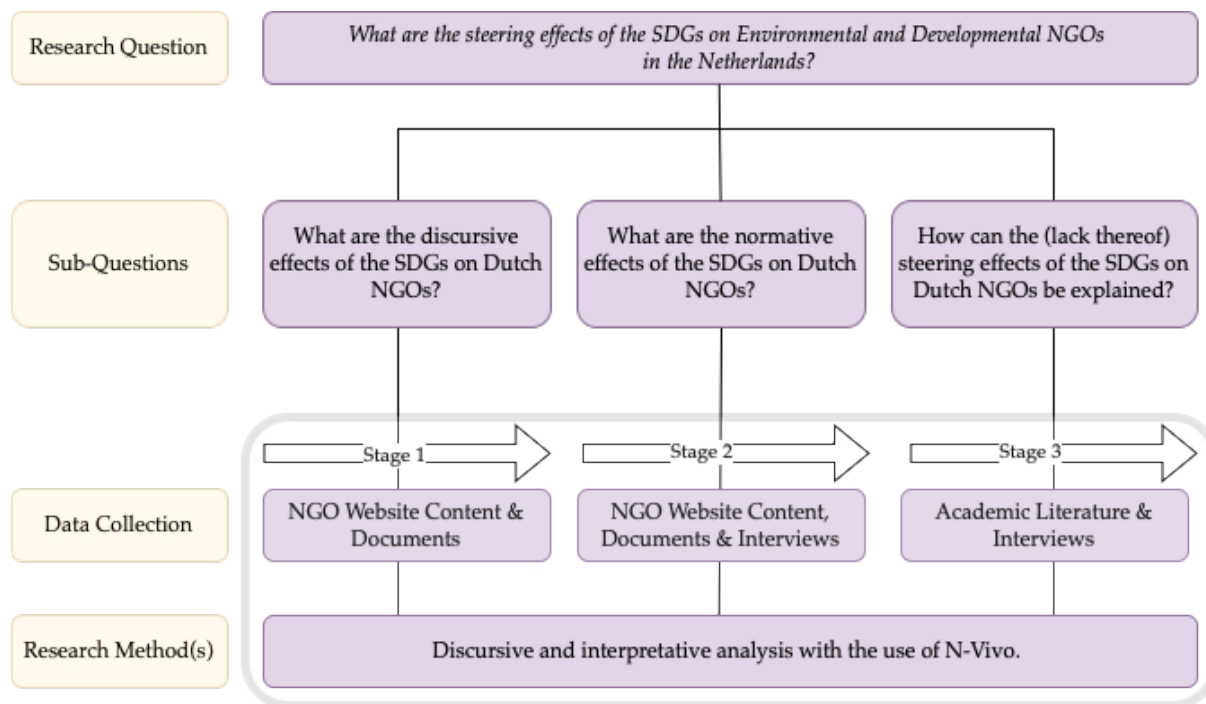 Research Question
What are the steering effects of the SDGs on Environmental and Developmental NGOs
in the Netherlands?
Sub-Questions
What are the discursive
effects of the SDGs on Dutch
NGOs?
What are the normative
effects of the SDGs on Dutch
NGOs?
How can the (lack thereof)
steering effects of the SDGs on
Dutch NGOs be explained?
Stage 1
Stage 2
Stage 3
Data Collection
NGO Website Content &
Documents
NGO Website Content,
Documents & Interviews
Academic Literature &
Interviews
Research Method(s)
Discursive and interpretative analysis with the use of N-Vivo.